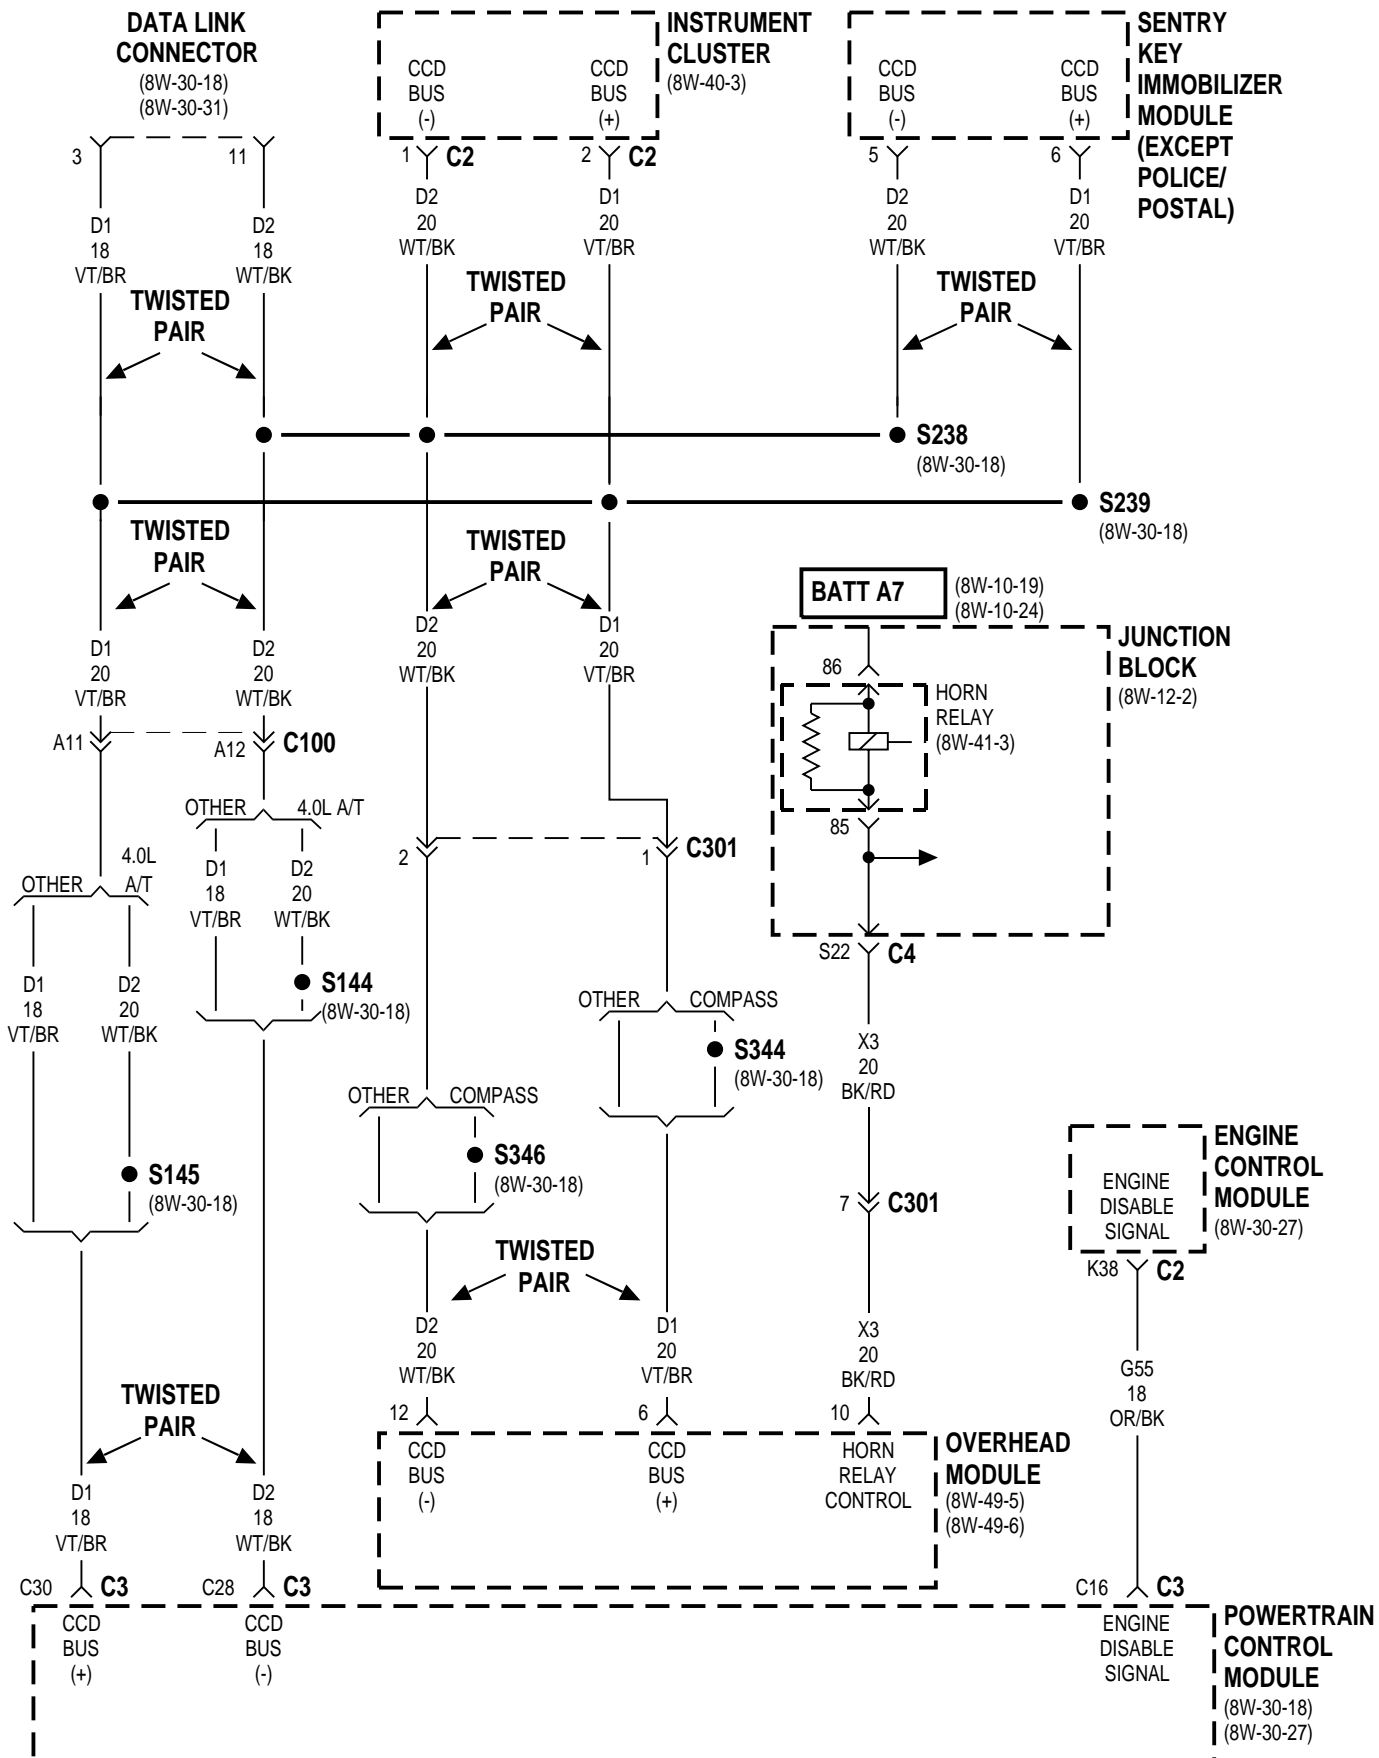 DATA LINK
CONNECTOR
(8W-30-18)
(8W-30-31)
3
11
D1
18
VT/BR
D2
18
WT/BK
TWISTED
PAIR
CCD
BUS
(-)
CCD
BUS
(+)
INSTRUMENT
CLUSTER
(8W-40-3)
1
C2
2
C2
D2
20
WT/BK
D1
20
VT/BR
TWISTED
PAIR
CCD
BUS
(-)
CCD
BUS
(+)
SENTRY
KEY
IMMOBILIZER
MODULE
(EXCEPT
POLICE/
POSTAL)
5
6
D2
20
WT/BK
D1
20
VT/BR
TWISTED
PAIR
S238
(8W-30-18)
S239
(8W-30-18)
TWISTED
PAIR
TWISTED
PAIR
D1
20
VT/BR
D2
20
WT/BK
D2
20
WT/BK
D1
20
VT/BR
A11
A12
C100
OTHER
4.0L A/T
D1
18
VT/BR
D2
20
WT/BK
OTHER
4.0L
A/T
D1
18
VT/BR
D2
20
WT/BK
S144
(8W-30-18)
S145
(8W-30-18)
2
1
C301
OTHER
COMPASS
S344
(8W-30-18)
OTHER
COMPASS
S346
(8W-30-18)
TWISTED
PAIR
D2
20
WT/BK
D1
20
VT/BR
BATT A7
(8W-10-19)
(8W-10-24)
JUNCTION
BLOCK
(8W-12-2)
86
HORN
RELAY
(8W-41-3)
85
S22
C4
X3
20
BK/RD
7
C301
X3
20
BK/RD
12
6
10
CCD
BUS
(-)
CCD
BUS
(+)
HORN
RELAY
CONTROL
OVERHEAD
MODULE
(8W-49-5)
(8W-49-6)
ENGINE
DISABLE
SIGNAL
ENGINE
CONTROL
MODULE
(8W-30-27)
K38
C2
G55
18
OR/BK
TWISTED
PAIR
D1
18
VT/BR
D2
18
WT/BK
C30
C3
C28
C3
C16
C3
CCD
BUS
(+)
CCD
BUS
(-)
ENGINE
DISABLE
SIGNAL
POWERTRAIN
CONTROL
MODULE
(8W-30-18)
(8W-30-27)